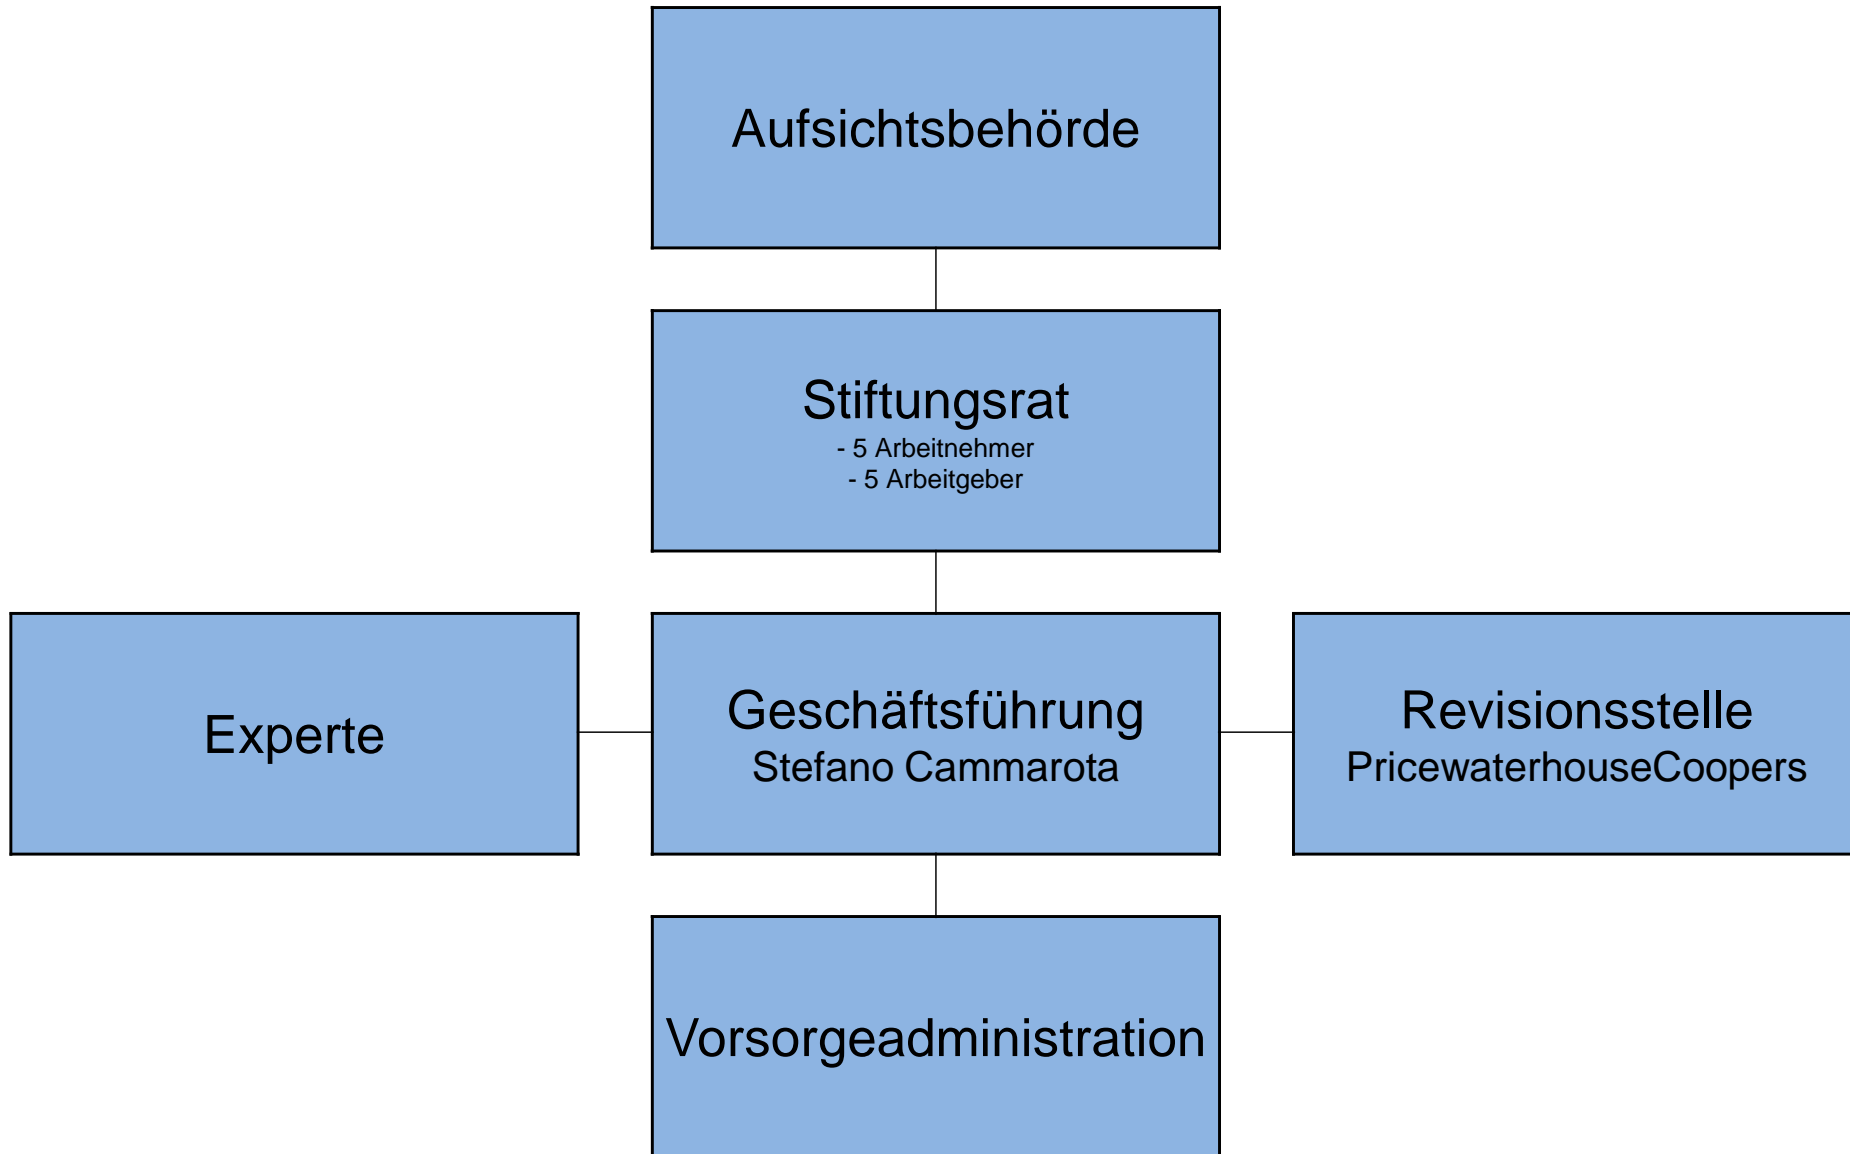 Aufsichtsbehörde
Stiftungsrat
- 5 Arbeitnehmer
- 5 Arbeitgeber
Experte
Geschäftsführung
Stefano Cammarota
Revisionsstelle
PricewaterhouseCoopers
Vorsorgeadministration